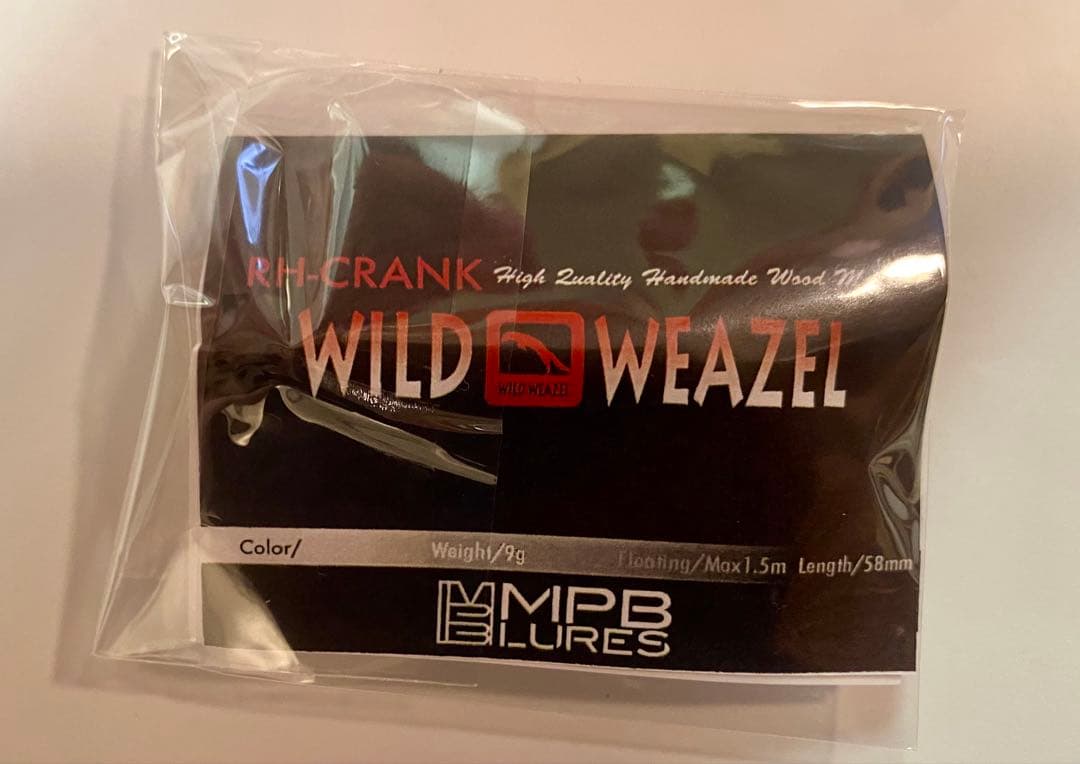 RH-CRANK High Quality Handmade Wood
WILD WILD WEAZEL WEAZEL
Color/ Weight/9g Floating/Max1.5m Length/58mm
MPB
LURES